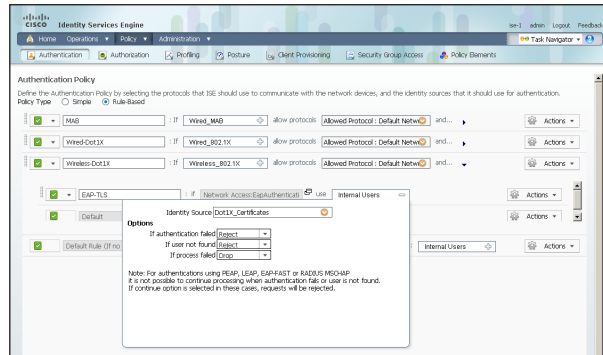 CISCO Identity Services Engine
ise-1 admin Logout Feedback
Home Operations Policy Administration
Task Navigator
Authentication Authorization Profiling Posture Client Provisioning Security Group Access Policy Elements
Authentication Policy
Define the Authentication Policy by selecting the protocols that ISE should use to communicate with the network devices, and the identity sources that it should use for authentication.
Policy Type Simple Rule-Based
MAB : If Wired_MAB allow protocols Allowed Protocol : Default Netwo and... Actions
Wired-Dot1X : If Wired_802.1X allow protocols Allowed Protocol : Default Netwo and... Actions
Wireless-Dot1X : If Wireless_802.1X allow protocols Allowed Protocol : Default Netwo and... Actions
EAP-TLS : if Network Access:EapAuthenticati use Internal Users Actions
Default Actions
Identity Source Dot1X_Certificates
Options
If authentication failed Reject
If user not found Reject
If process failed Drop
Default Rule (If no : Internal Users Actions
Note: For authentications using PEAP, LEAP, EAP-FAST or RADIUS MSCHAP
it is not possible to continue processing when authentication fails or user is not found.
If continue option is selected in these cases, requests will be rejected.